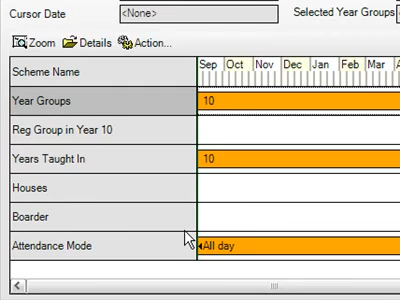 Cursor Date <None> Selected Year Groups
Zoom Details Action...
Scheme Name Sep Oct Nov Dec Jan Feb Mar
Year Groups 10
Reg Group in Year 10
Years Taught In 10
Houses
Boarder
Attendance Mode All day